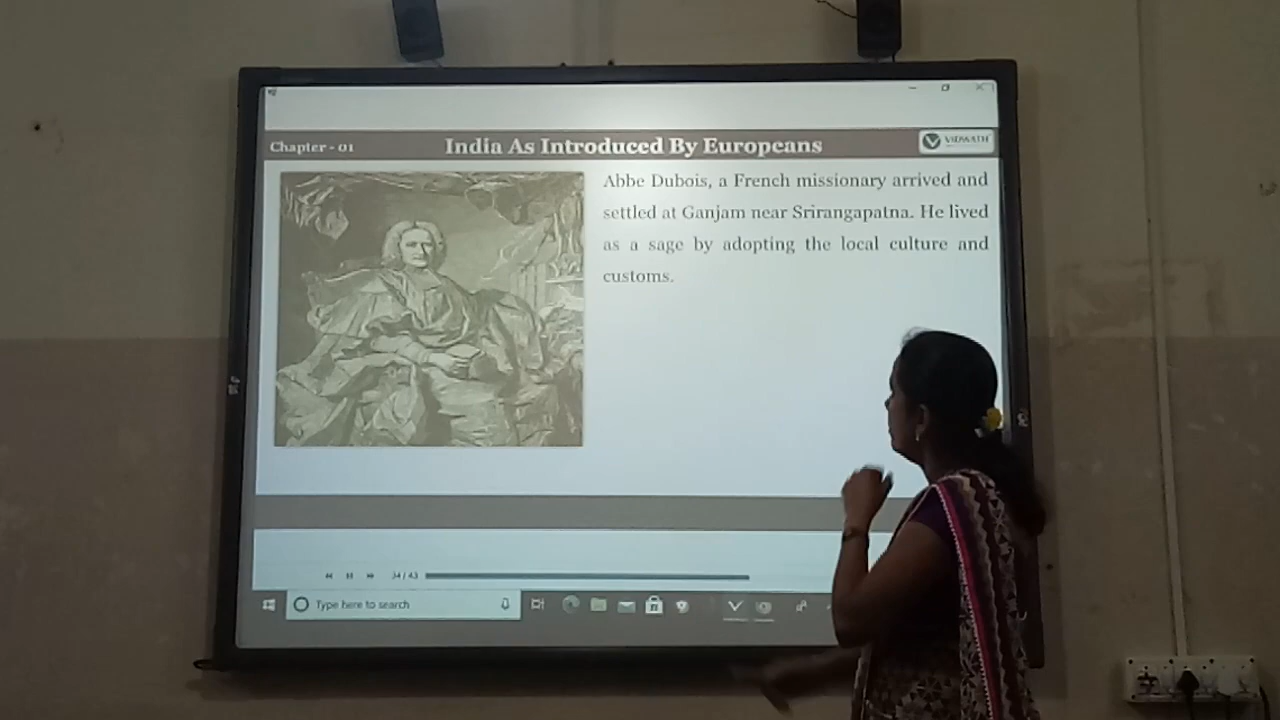 Chapter - 01
India As Introduced By Europeans
VIDWATH
Abbe Dubois, a French missionary arrived and
settled at Ganjam near Srirangapatna. He lived
as a sage by adopting the local culture and
customs.
34 / 43
Type here to search